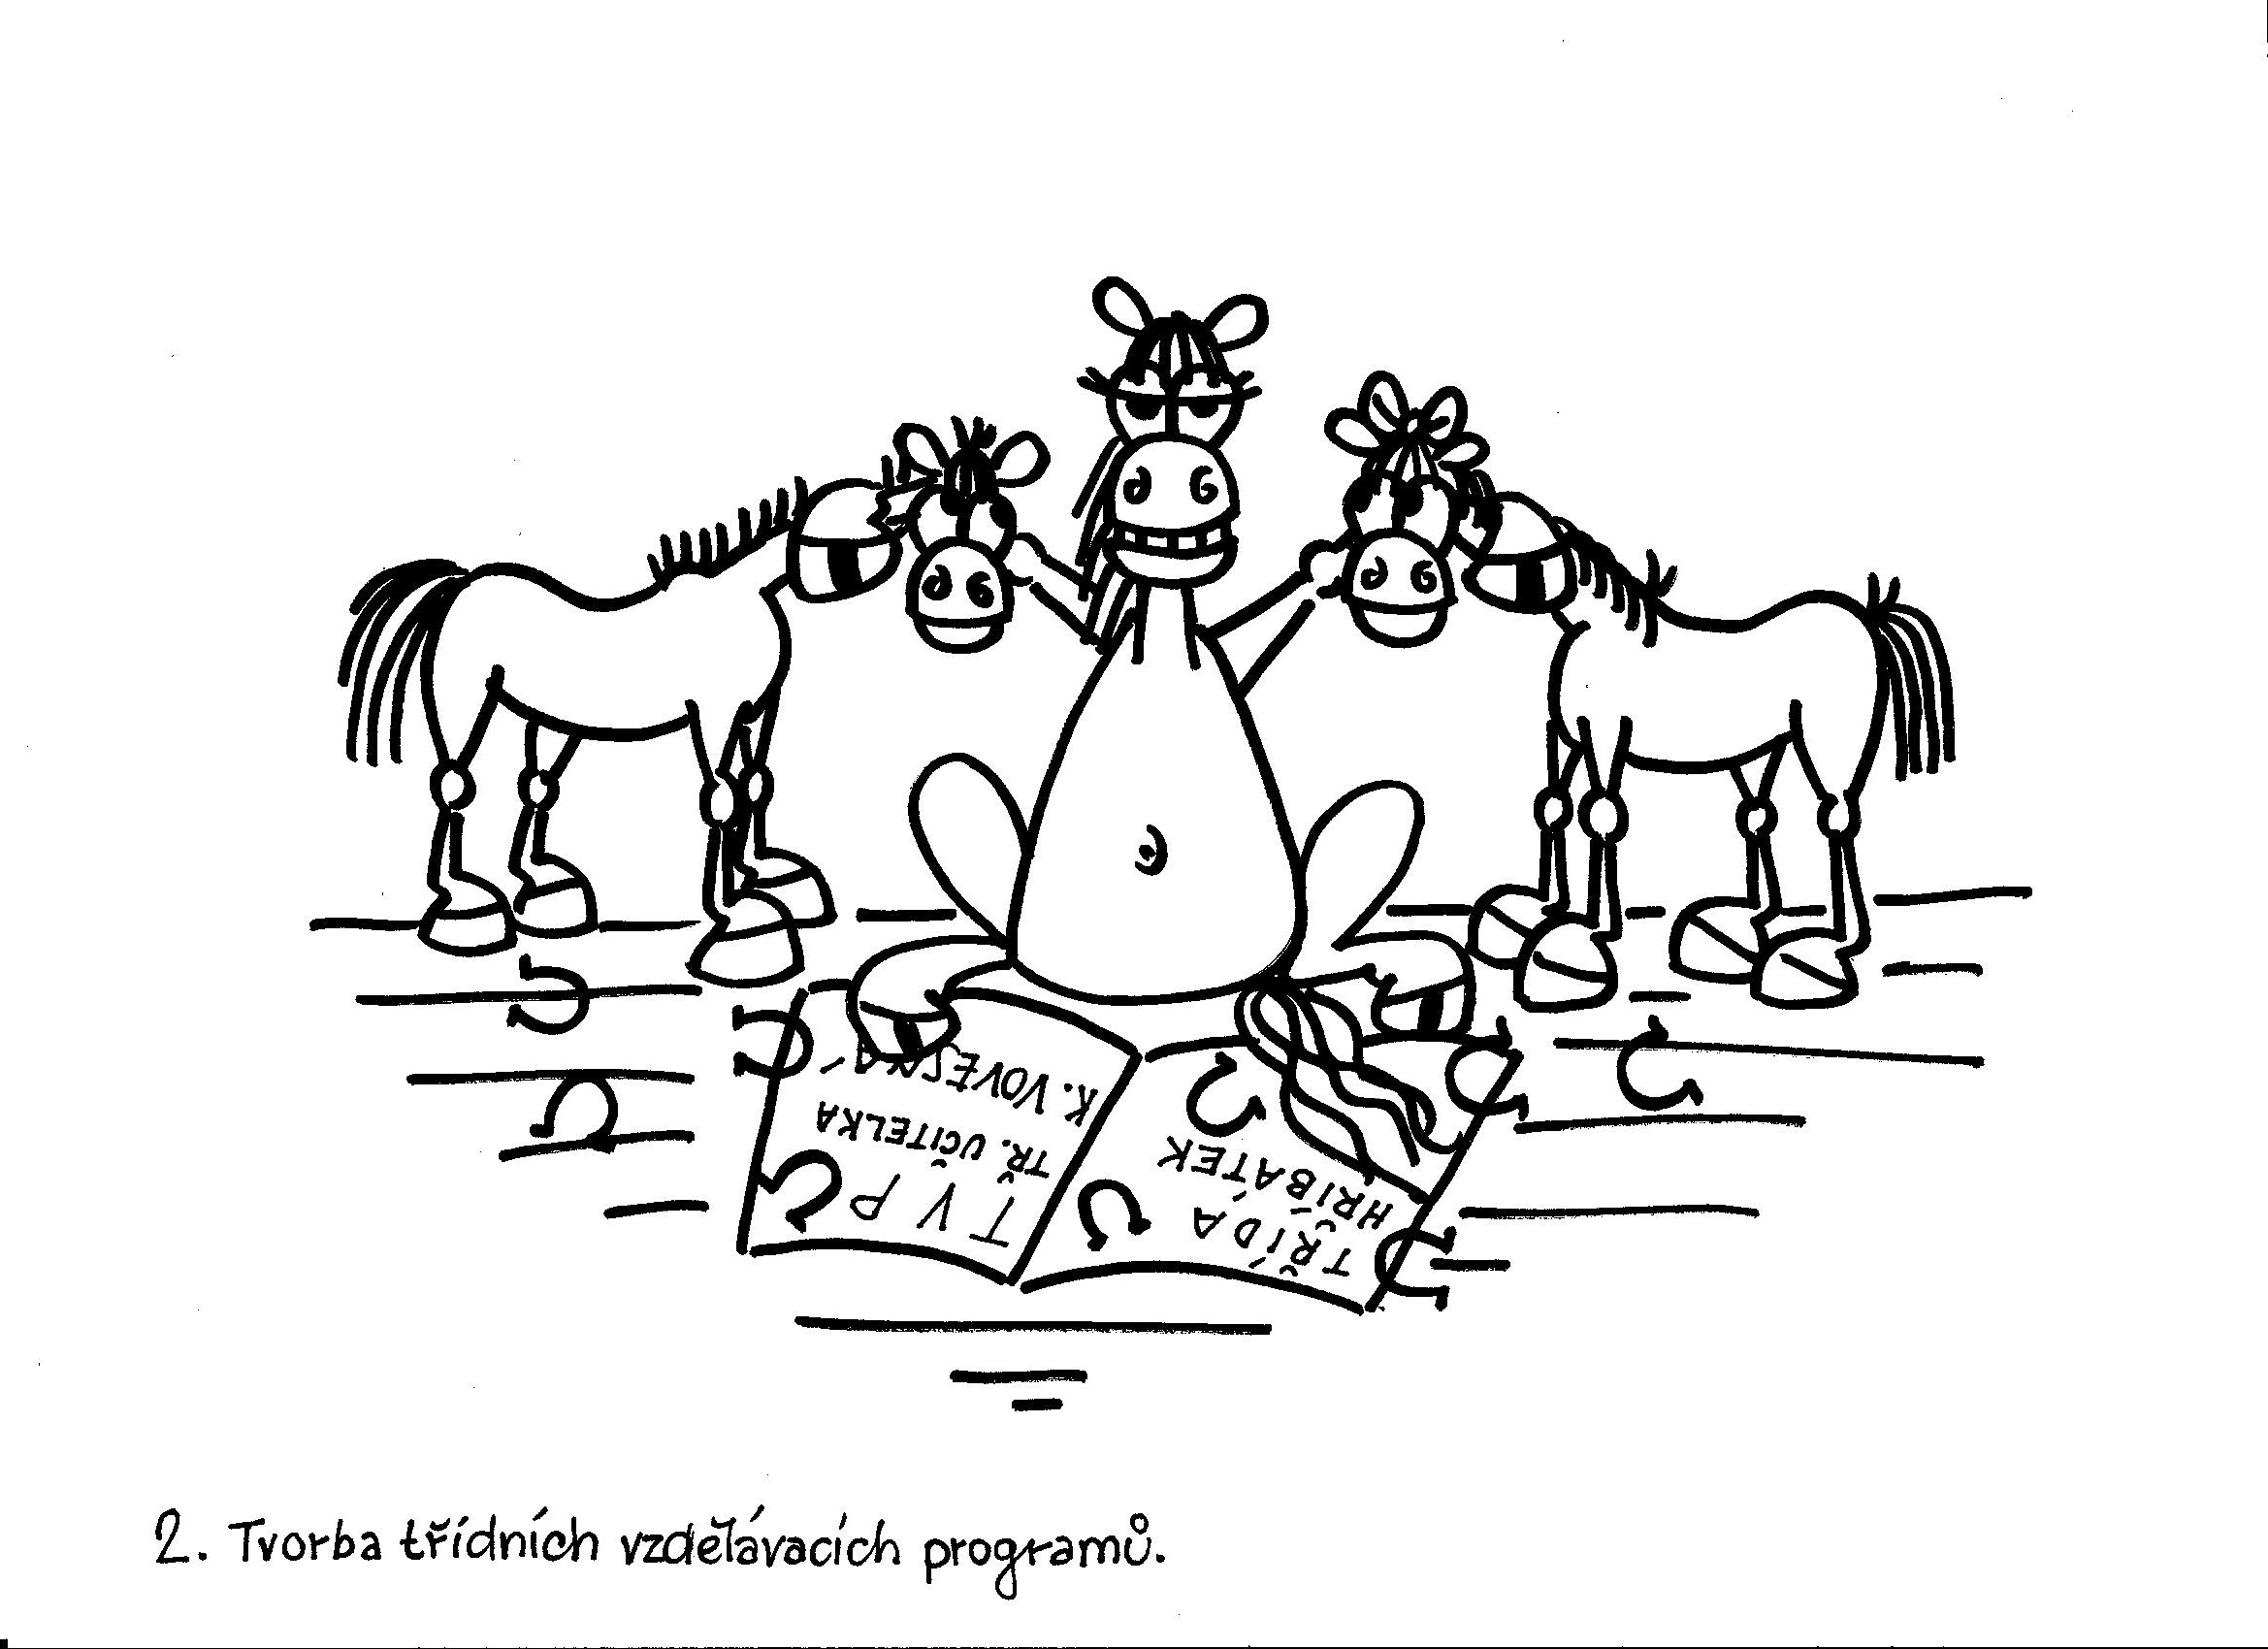 TŘÍDA
HŘÍBÁTEK
TVP
TŘ. UČITELKA
K. VOVESNÁ
2. Tvorba třídních vzdělávacích programů.